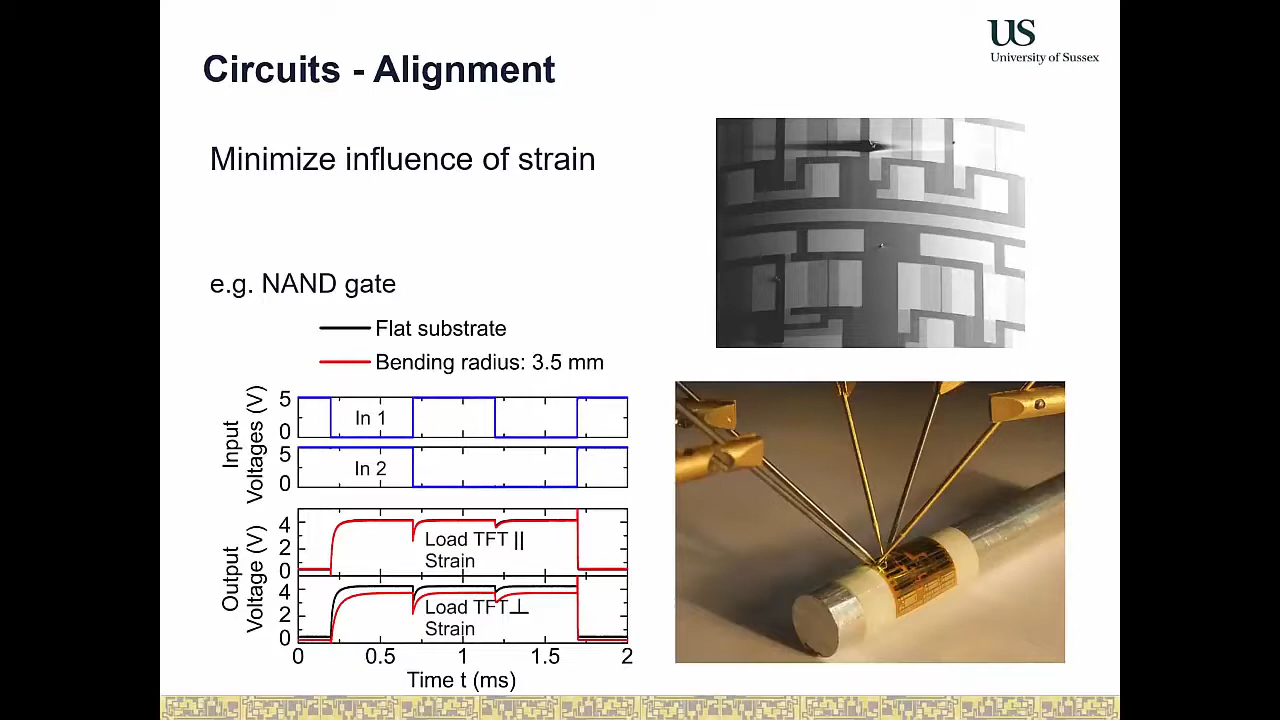 US
University of Sussex
Circuits - Alignment
Minimize influence of strain
e.g. NAND gate
Flat substrate
Bending radius: 3.5 mm
Input
Voltages (V)
5
0
In 1
5
0
In 2
Output
Voltage (V)
4
2
0
Load TFT ||
Strain
4
2
0
Load TFT⊥
Strain
0 0.5 1 1.5 2
Time t (ms)